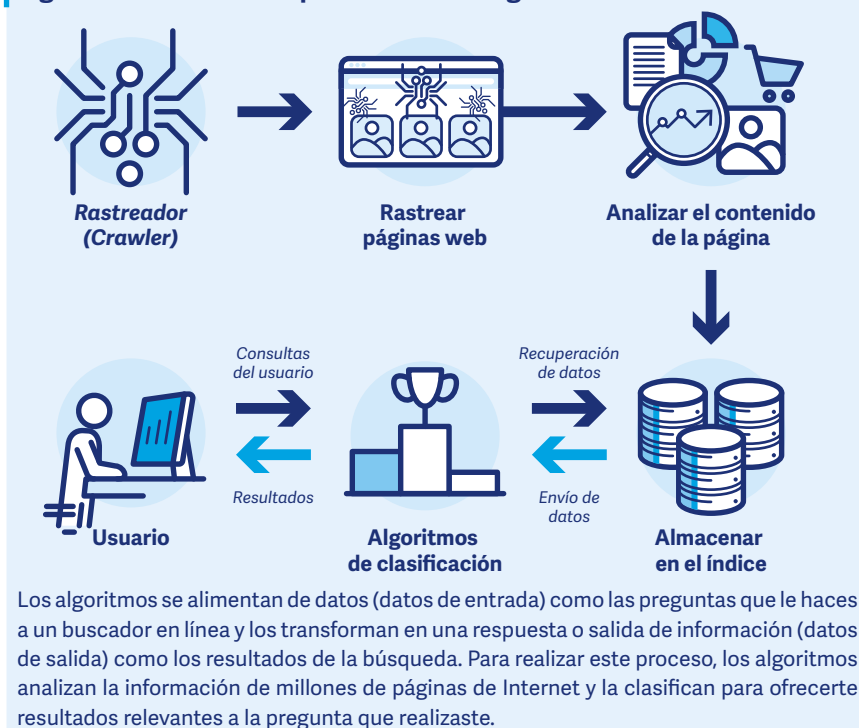 Rastreador
(Crawler)
Rastrear
páginas web
Analizar el contenido
de la página
Consultas
del usuario
Recuperación
de datos
Resultados
Envío de
datos
Usuario
Algoritmos
de clasificación
Almacenar
en el índice
Los algoritmos se alimentan de datos (datos de entrada) como las preguntas que le haces
a un buscador en línea y los transforman en una respuesta o salida de información (datos
de salida) como los resultados de la búsqueda. Para realizar este proceso, los algoritmos
analizan la información de millones de páginas de Internet y la clasifican para ofrecerte
resultados relevantes a la pregunta que realizaste.